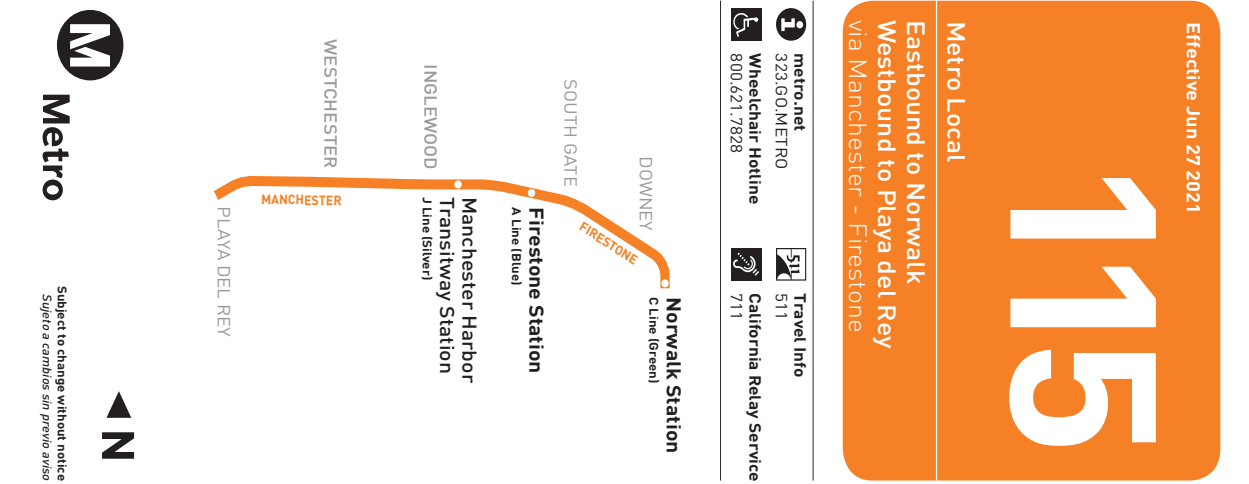 Effective Jun 27 2021
115
Metro Local
Eastbound to Norwalk
Westbound to Playa del Rey
via Manchester - Firestone
metro.net
323.GO.METRO
Travel Info
511
511
Wheelchair Hotline
800.621.7828
California Relay Service
711
Norwalk Station
C Line (Green)
DOWNEY
FIRESTONE
SOUTH GATE
Firestone Station
A Line (Blue)
Manchester Harbor
Transitway Station
J Line (Silver)
INGLEWOOD
WESTCHESTER
MANCHESTER
PLAYA DEL REY
N
M
Metro
Subject to change without notice
Sujeto a cambios sin previo aviso